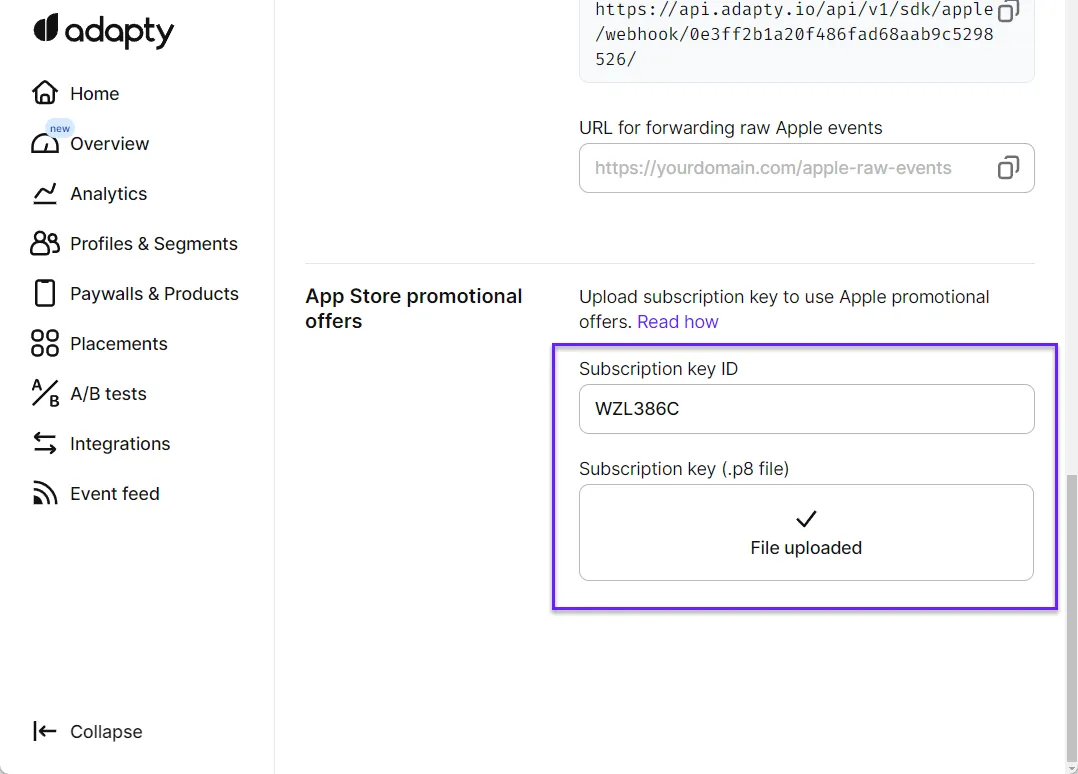 adapty
Home
new
Overview
Analytics
Profiles & Segments
Paywalls & Products
Placements
A/B tests
Integrations
Event feed
Collapse
https://api.adapty.io/api/v1/sdk/apple
/webhook/0e3ff2b1a20f486fad68aab9c5298
526/
URL for forwarding raw Apple events
https://yourdomain.com/apple-raw-events
App Store promotional
offers
Upload subscription key to use Apple promotional
offers. Read how
Subscription key ID
WZL386C
Subscription key (.p8 file)
File uploaded